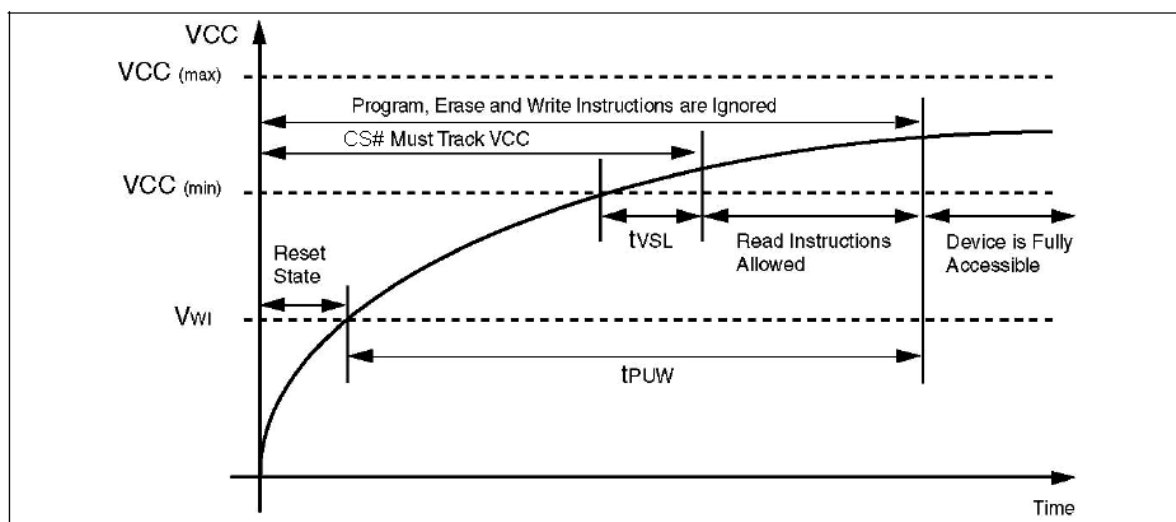 VCC
VCC (max)
Program, Erase and Write Instructions are Ignored
CS# Must Track VCC
VCC (min)
tVSL
Read Instructions
Allowed
Device is Fully
Accessible
Reset
State
VWI
tPUW
Time